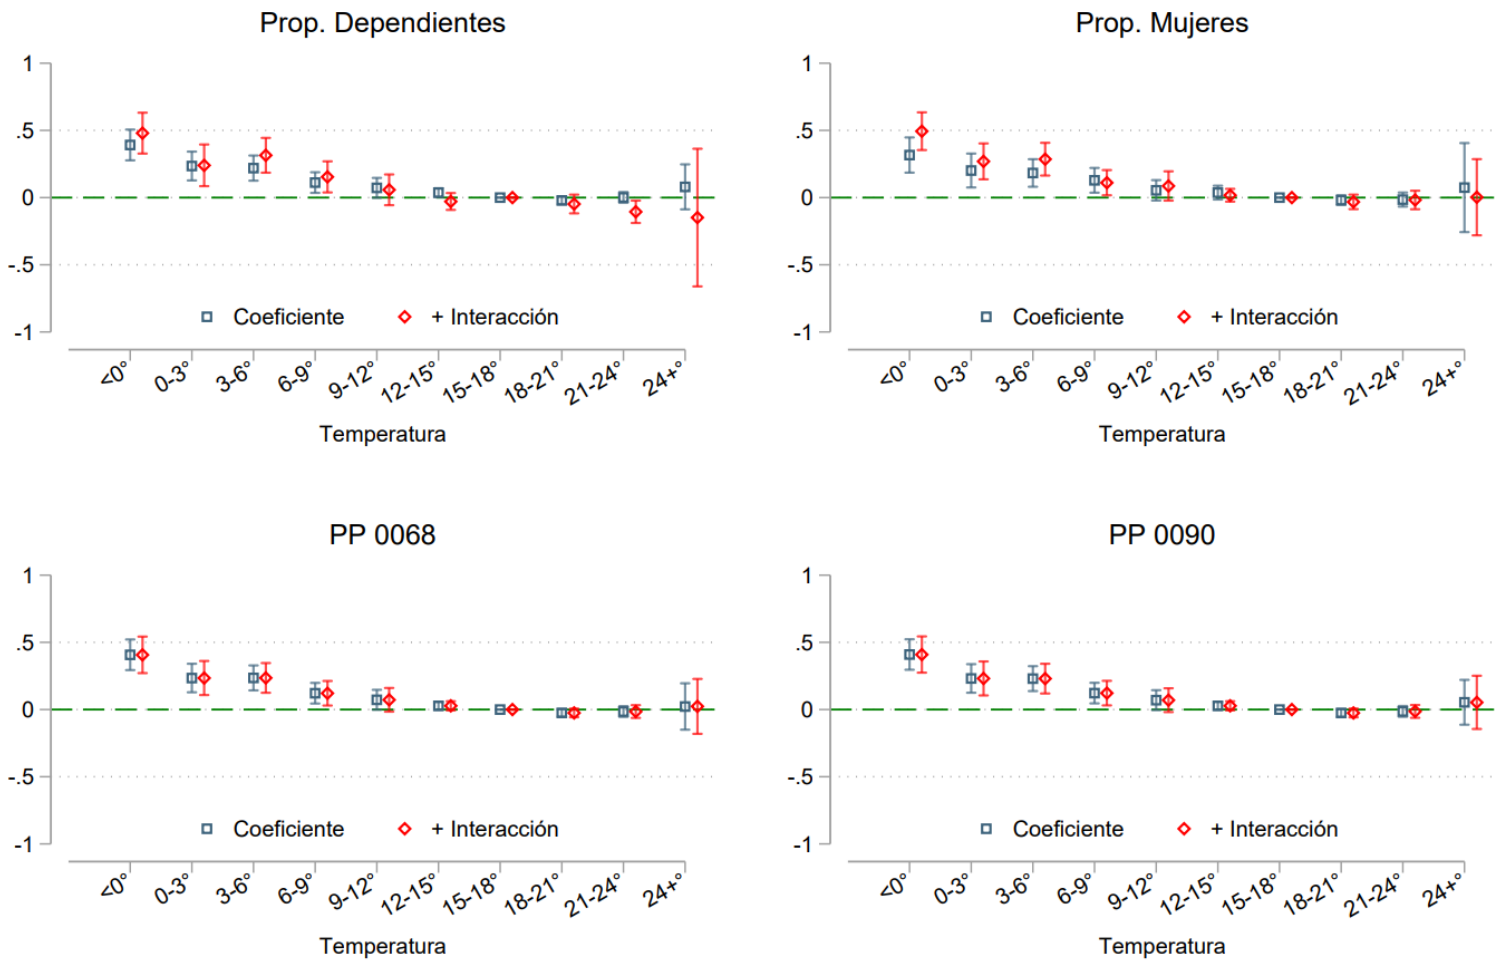 Prop. Dependientes
1
.5
0
-.5
-1
Coeficiente + Interacción
<0° 0-3° 3-6° 6-9° 9-12° 12-15° 15-18° 18-21° 21-24° 24+°
Temperatura
Prop. Mujeres
1
.5
0
-.5
-1
Coeficiente + Interacción
<0° 0-3° 3-6° 6-9° 9-12° 12-15° 15-18° 18-21° 21-24° 24+°
Temperatura
PP 0068
1
.5
0
-.5
-1
Coeficiente + Interacción
<0° 0-3° 3-6° 6-9° 9-12° 12-15° 15-18° 18-21° 21-24° 24+°
Temperatura
PP 0090
1
.5
0
-.5
-1
Coeficiente + Interacción
<0° 0-3° 3-6° 6-9° 9-12° 12-15° 15-18° 18-21° 21-24° 24+°
Temperatura